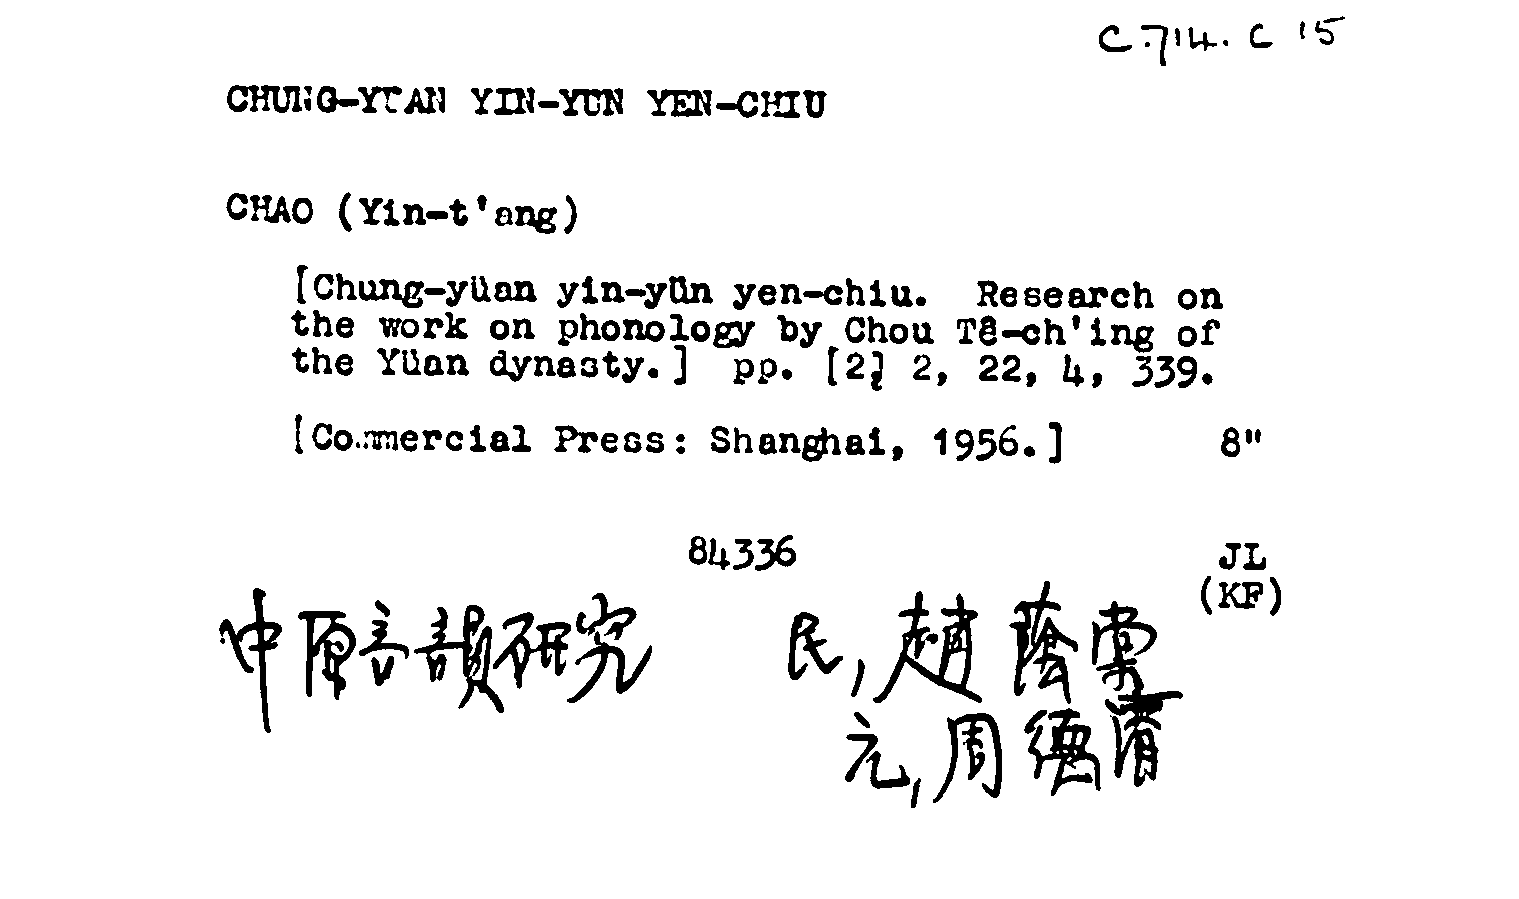 C.714. C 15
CHUNG-YUAN YIN-YUN YEN-CHIU
CHAO (Yin-t'ang)
[Chung-yüan yin-yün yen-chiu. Research on
the work on phonology by Chou Tê-ch'ing of
the Yüan dynasty.] pp. [2] 2, 22, 4, 339.
[Commercial Press: Shanghai, 1956.] 8"
84336 JL
(KF)
中原音韻研究 民,趙蔭棠
元,周德清